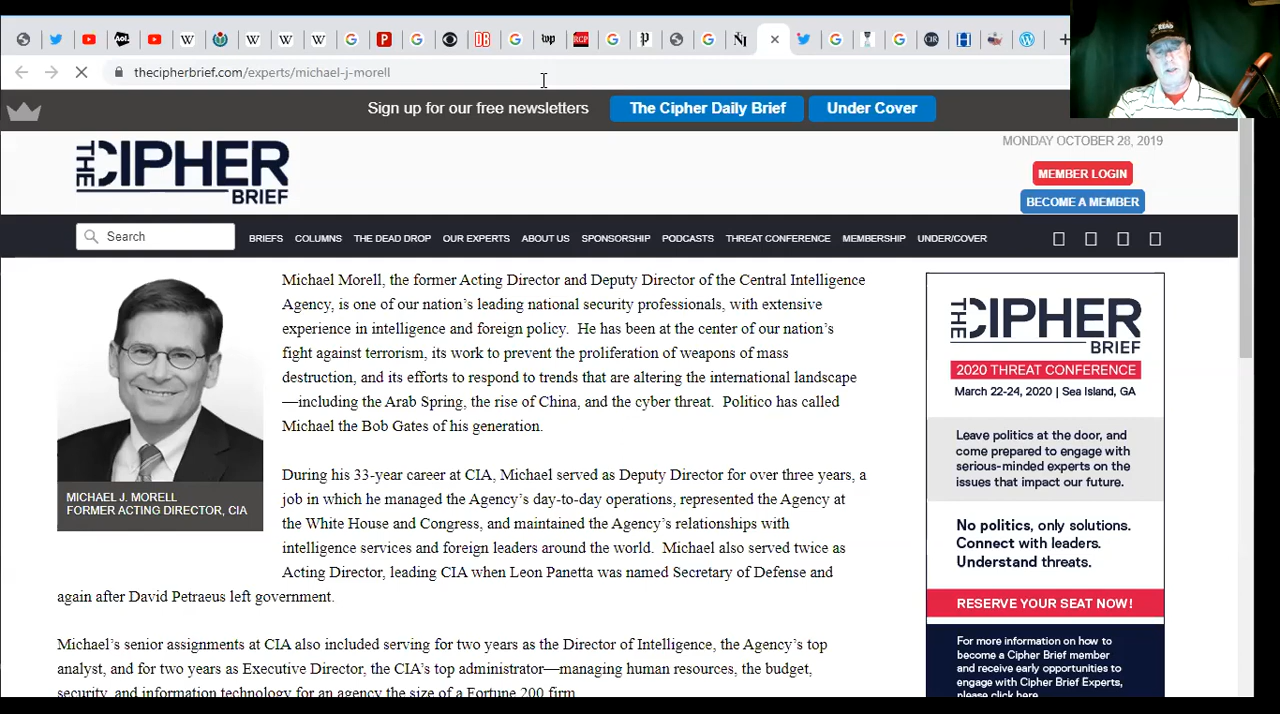 thecipherbrief.com/experts/michael-j-morell
Sign up for our free newsletters
The Cipher Daily Brief
Under Cover
THE CIPHER BRIEF
MONDAY OCTOBER 28, 2019
MEMBER LOGIN
BECOME A MEMBER
Search
BRIEFS COLUMNS THE DEAD DROP OUR EXPERTS ABOUT US SPONSORSHIP PODCASTS THREAT CONFERENCE MEMBERSHIP UNDER/COVER
MICHAEL J. MORELL
FORMER ACTING DIRECTOR, CIA
Michael Morell, the former Acting Director and Deputy Director of the Central Intelligence
Agency, is one of our nation's leading national security professionals, with extensive
experience in intelligence and foreign policy. He has been at the center of our nation's
fight against terrorism, its work to prevent the proliferation of weapons of mass
destruction, and its efforts to respond to trends that are altering the international landscape
—including the Arab Spring, the rise of China, and the cyber threat. Politico has called
Michael the Bob Gates of his generation.
During his 33-year career at CIA, Michael served as Deputy Director for over three years, a
job in which he managed the Agency's day-to-day operations, represented the Agency at
the White House and Congress, and maintained the Agency's relationships with
intelligence services and foreign leaders around the world. Michael also served twice as
Acting Director, leading CIA when Leon Panetta was named Secretary of Defense and
again after David Petraeus left government.
Michael's senior assignments at CIA also included serving for two years as the Director of Intelligence, the Agency's top
analyst, and for two years as Executive Director, the CIA's top administrator—managing human resources, the budget,
security, and information technology for an agency the size of a Fortune 200 firm
THE CIPHER BRIEF
2020 THREAT CONFERENCE
March 22-24, 2020 | Sea Island, GA
Leave politics at the door, and
come prepared to engage with
serious-minded experts on the
issues that impact our future.
No politics, only solutions.
Connect with leaders.
Understand threats.
RESERVE YOUR SEAT NOW!
For more information on how to
become a Cipher Brief member
and receive early opportunities to
engage with Cipher Brief Experts,
please click here